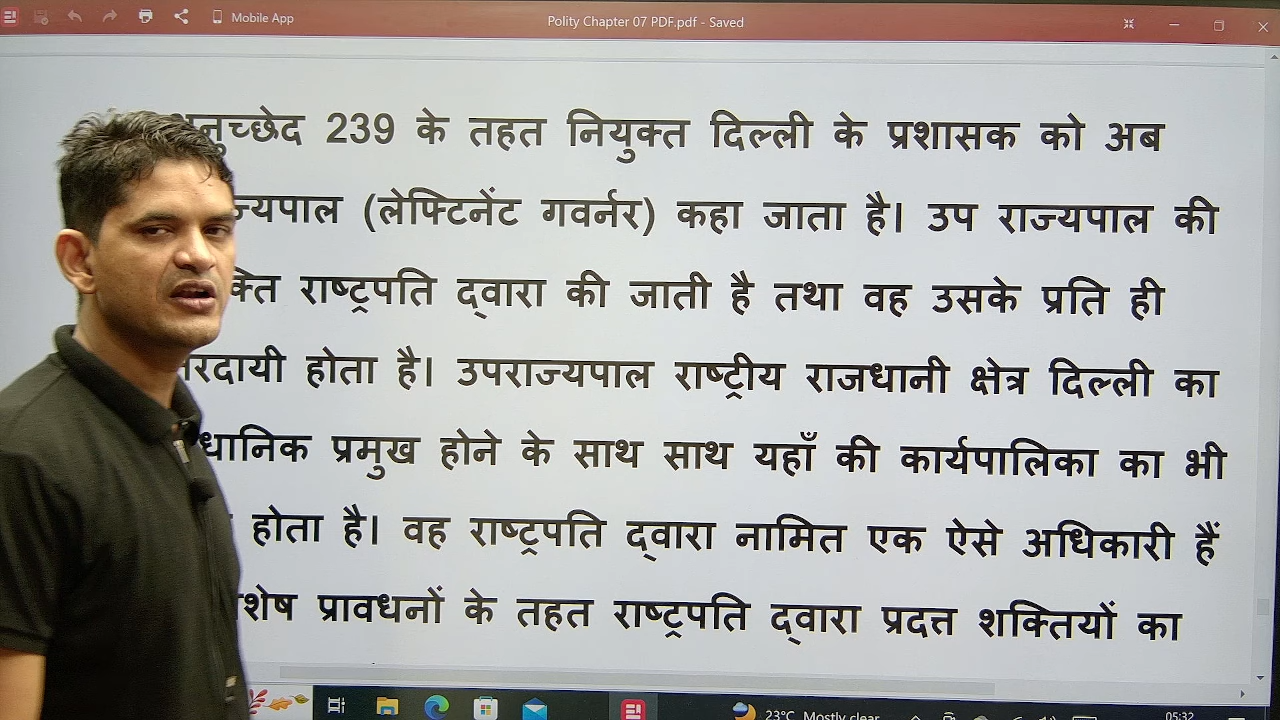 Mobile App
Polity Chapter 07 PDF.pdf - Saved
अनुच्छेद 239 के तहत नियुक्त दिल्ली के प्रशासक को अब
(लेफ्टिनेंट गवर्नर) कहा जाता है। उप राज्यपाल की
राष्ट्रपति द्वारा की जाती है तथा वह उसके प्रति ही
होता है। उपराज्यपाल राष्ट्रीय राजधानी क्षेत्र दिल्ली का
प्रमुख होने के साथ साथ यहाँ की कार्यपालिका का भी
होता है। वह राष्ट्रपति द्वारा नामित एक ऐसे अधिकारी हैं
प्रावधनों के तहत राष्ट्रपति द्वारा प्रदत्त शक्तियों का
23°C Mostly clear
05:32